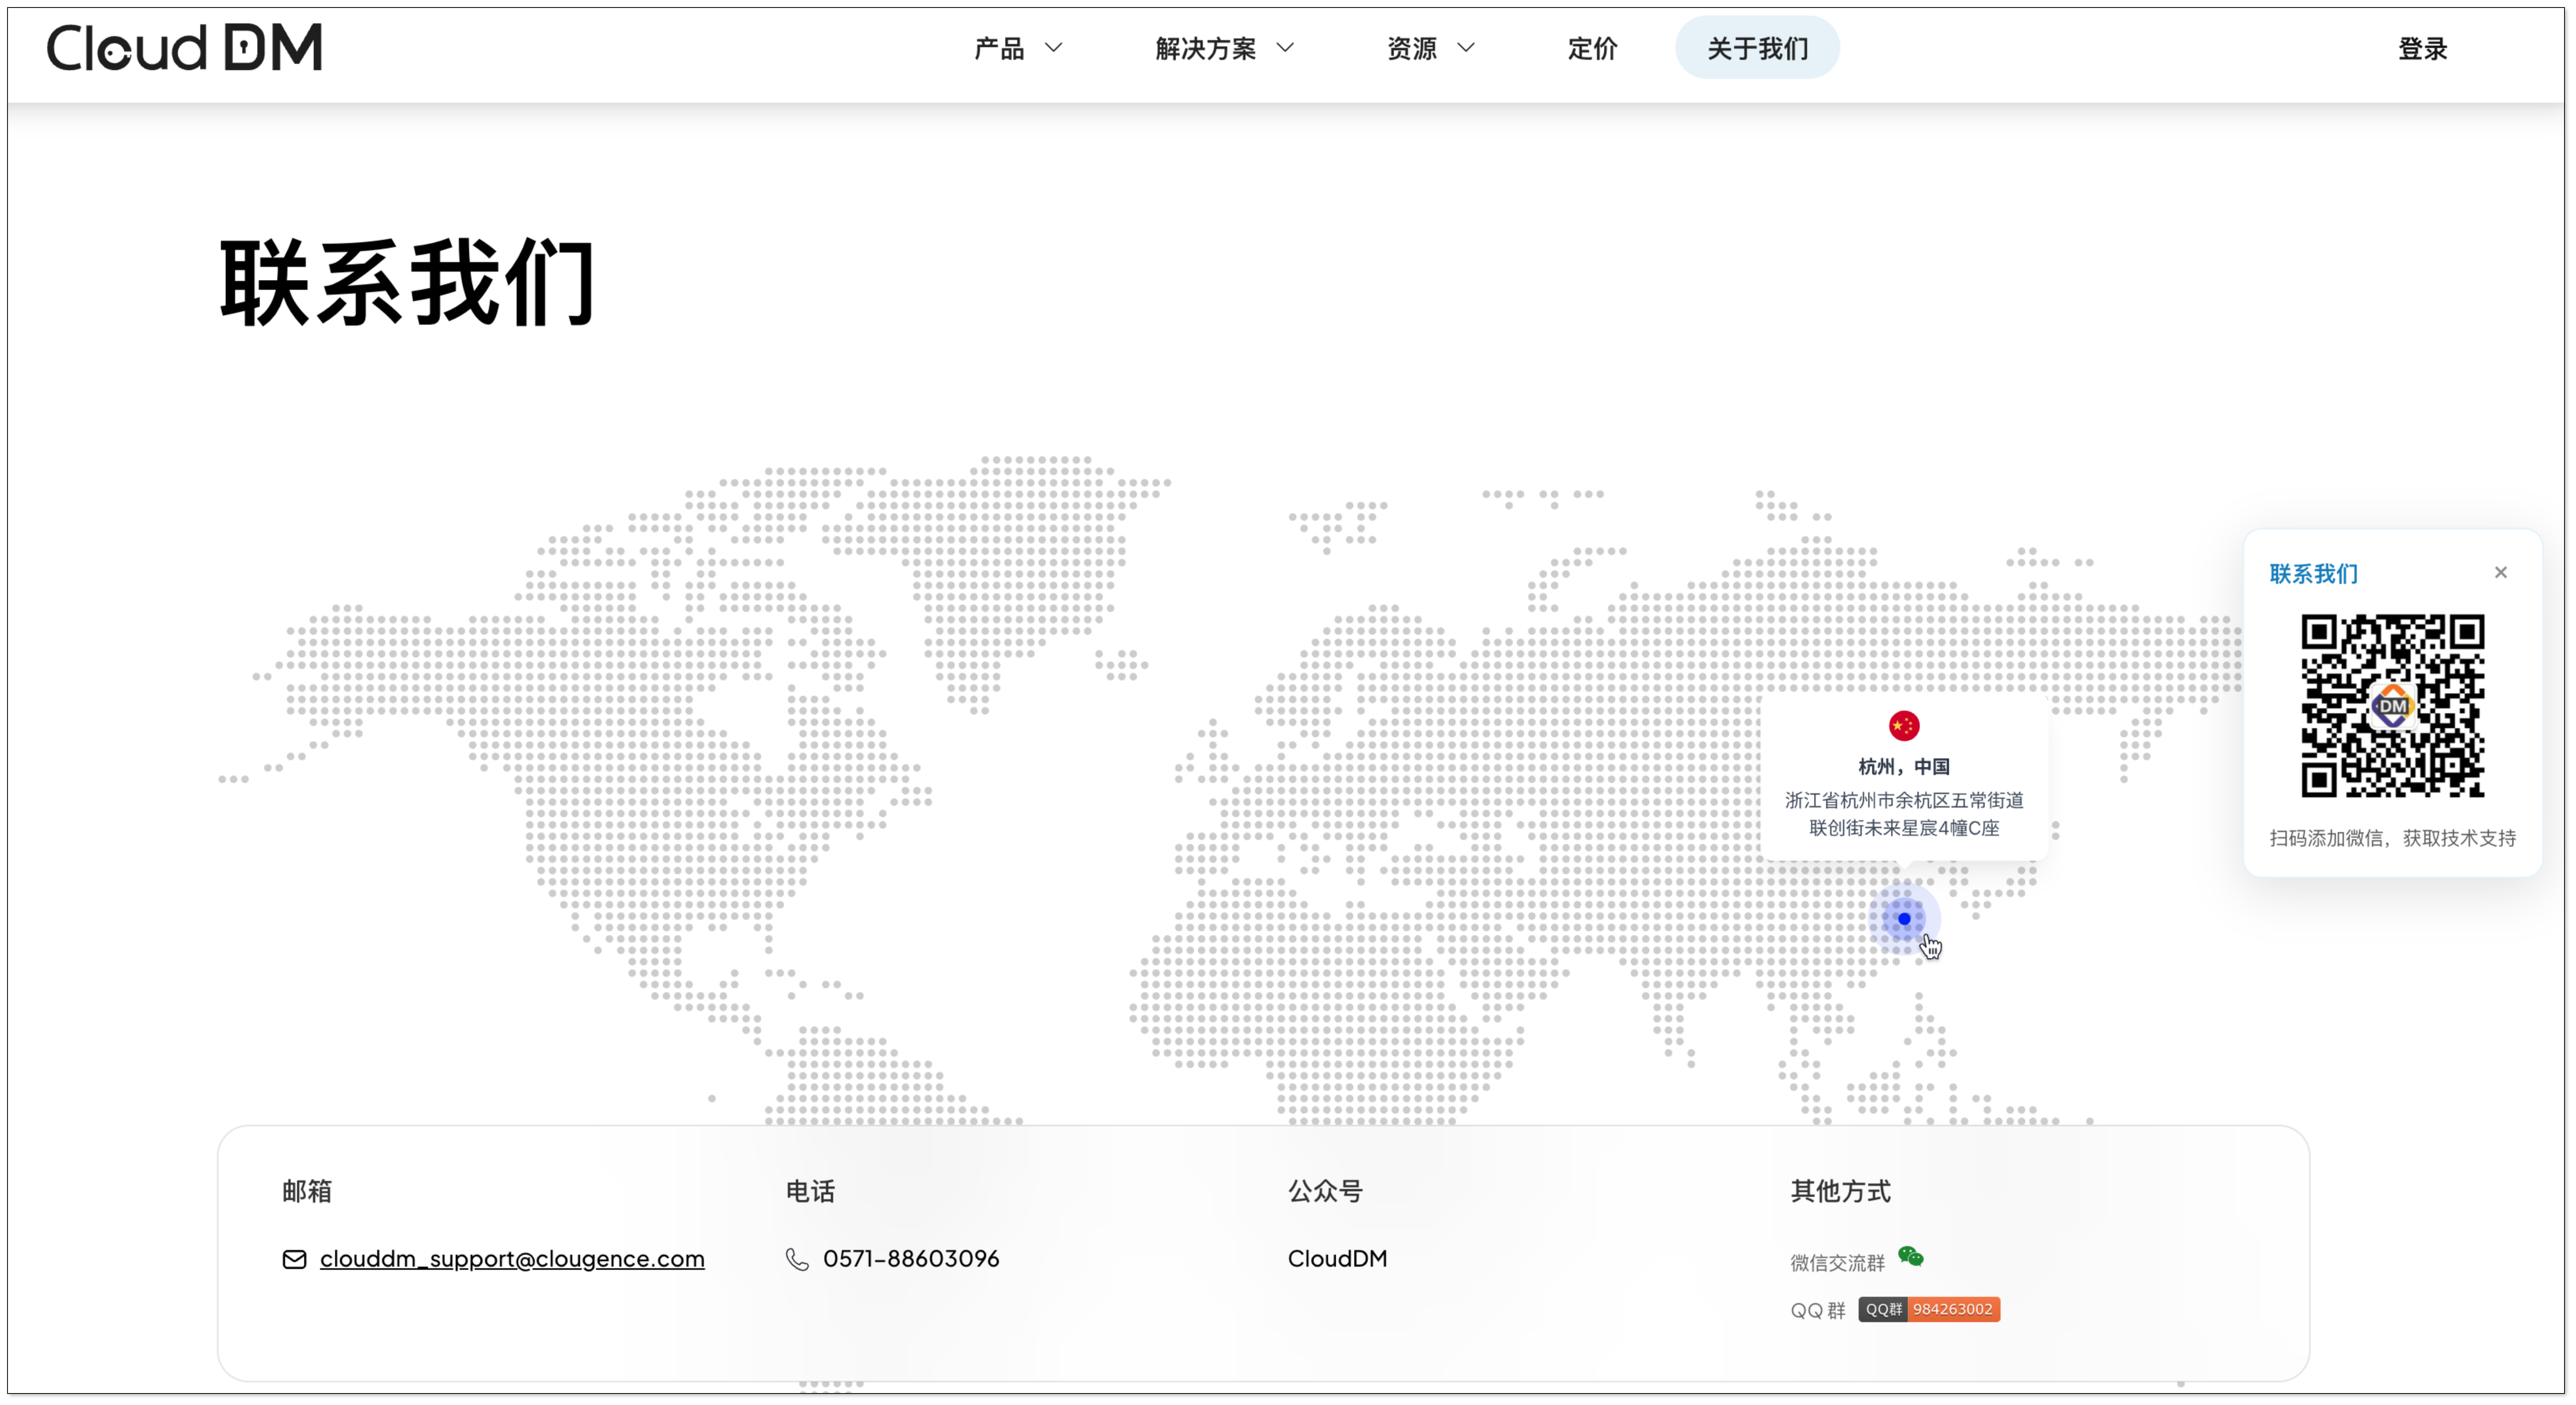 Cloud DM
产品
解决方案
资源
定价
关于我们
登录
联系我们
联系我们
DM
扫码添加微信，获取技术支持
杭州，中国
浙江省杭州市余杭区五常街道
联创街未来星宸4幢C座
邮箱
clouddm_support@clougence.com
电话
0571-88603096
公众号
CloudDM
其他方式
微信交流群
QQ 群 QQ群 984263002